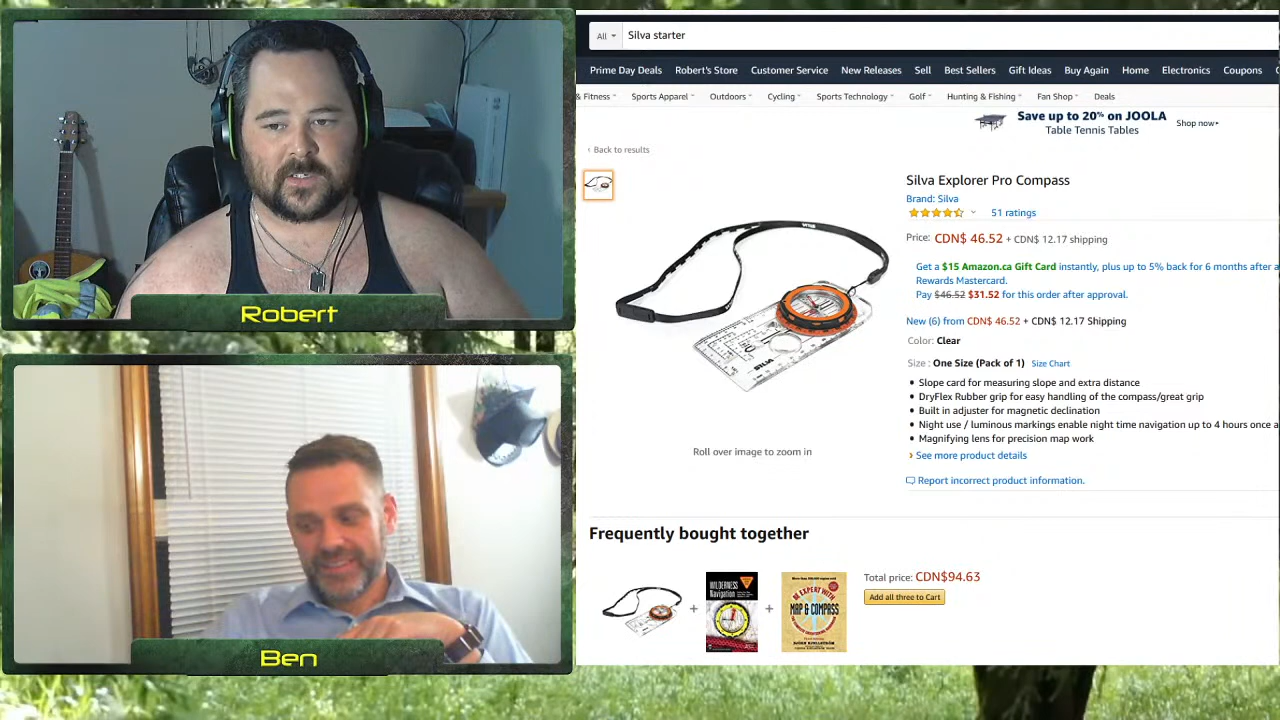 Robert
Ben
All
Silva starter
Prime Day Deals Robert's Store Customer Service New Releases Sell Best Sellers Gift Ideas Buy Again Home Electronics Coupons
& Fitness Sports Apparel Outdoors Cycling Sports Technology Golf Hunting & Fishing Fan Shop Deals
Save up to 20% on JOOLA
Table Tennis Tables
Shop now
‹ Back to results
Silva Explorer Pro Compass
Brand: Silva
51 ratings
Price: CDN$ 46.52 + CDN$ 12.17 shipping
Get a $15 Amazon.ca Gift Card instantly, plus up to 5% back for 6 months after a
Rewards Mastercard.
Pay $46.52 $31.52 for this order after approval.
New (6) from CDN$ 46.52 + CDN$ 12.17 Shipping
Color: Clear
Size : One Size (Pack of 1) Size Chart
• Slope card for measuring slope and extra distance
• DryFlex Rubber grip for easy handling of the compass/great grip
• Built in adjuster for magnetic declination
• Night use / luminous markings enable night time navigation up to 4 hours once a
• Magnifying lens for precision map work
› See more product details
Report incorrect product information.
SILVA
Roll over image to zoom in
Frequently bought together
+
WILDERNESS
Navigation
+
BE EXPERT WITH
MAP & COMPASS
Total price: CDN$94.63
Add all three to Cart